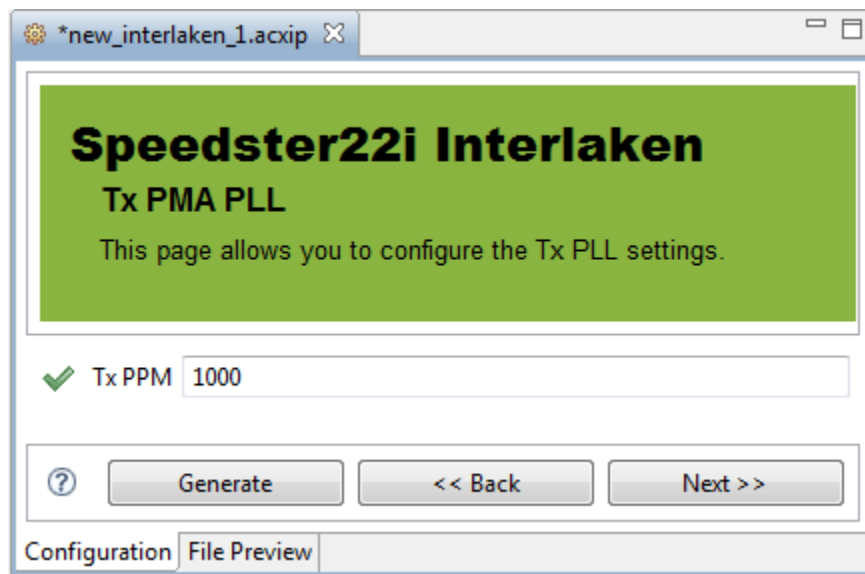 *new_interlaken_1.acxip
Speedster22i Interlaken
Tx PMA PLL
This page allows you to configure the Tx PLL settings.
Tx PPM 1000
? Generate << Back Next >>
Configuration File Preview